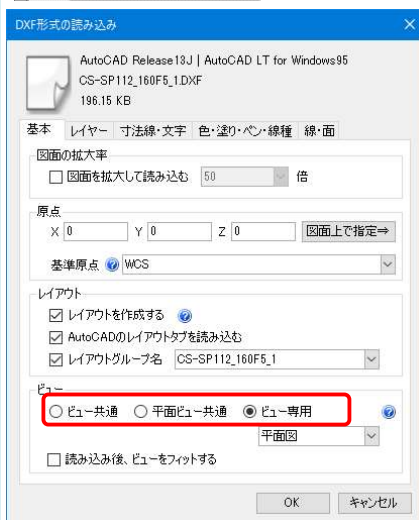 DXF形式の読み込み
AutoCAD Release13J | AutoCAD LT for Windows95
CS-SP112_160F5_1.DXF
196.15 KB
基本 レイヤー 寸法線・文字 色・塗り・ペン・線種 線・面
図面の拡大率
図面を拡大して読み込む 50 倍
原点
X 0 Y 0 Z 0 図面上で指定⇒
基準原点 WCS
レイアウト
レイアウトを作成する
AutoCADのレイアウトタブを読み込む
レイアウトグループ名 CS-SP112_160F5_1
ビュー
ビュー共通 平面ビュー共通 ビュー専用
平面図
読み込み後、ビューをフィットする
OK キャンセル